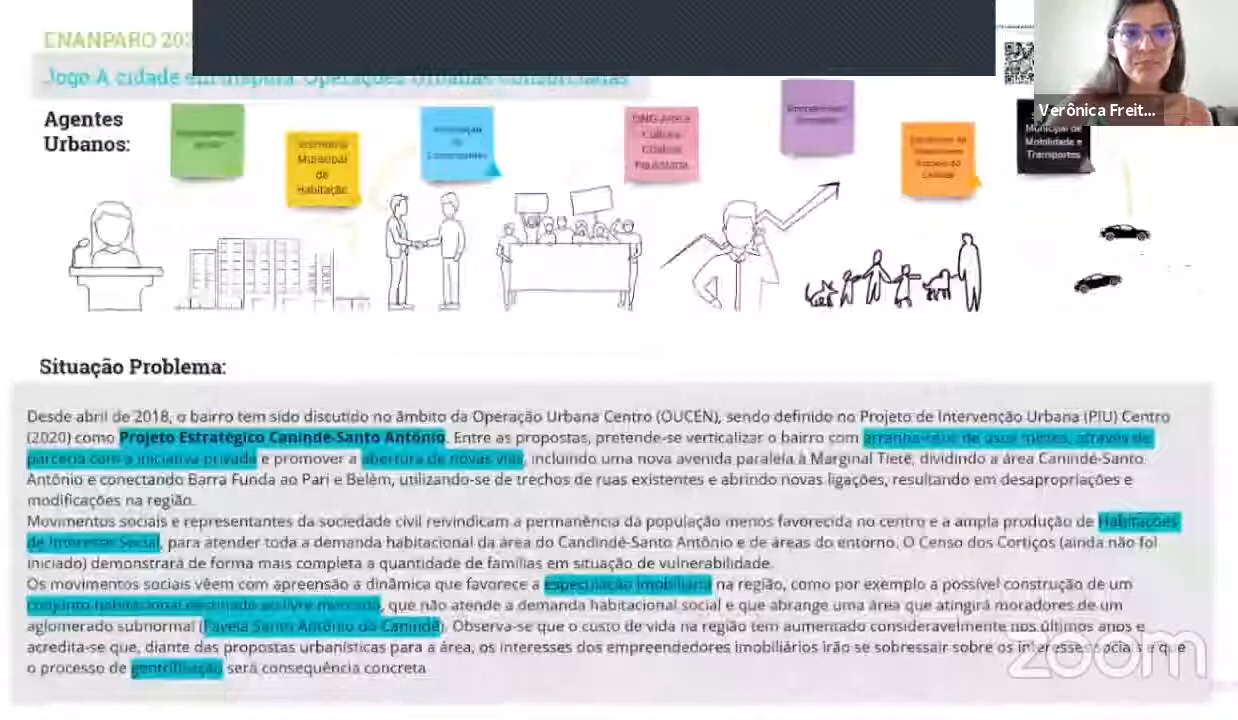 ENANPARQ 202
Jogo A cidade em disputa: Operações Urbanas Consorciadas
Verônica Freit...
Agentes
Urbanos:
Secretaria
Municipal
de
Habitação
Associação
de
Comerciantes
ONG
Cultura
Paulistana
Municipal de
Mobilidade e
Transportes
Situação Problema:
Desde abril de 2018, o bairro tem sido discutido no âmbito da Operação Urbana Centro (OUCEN), sendo definido no Projeto de Intervenção Urbana (PIU) Centro
(2020) como Projeto Estratégico Canindé-Santo Antônio. Entre as propostas, pretende-se verticalizar o bairro com arranha-céus de usos mistos, através de
parceria com a iniciativa privada e promover a abertura de novas vias, incluindo uma nova avenida paralela à Marginal Tietê, dividindo a área Canindé-Santo
Antônio e conectando Barra Funda ao Pari e Belém, utilizando-se de trechos de ruas existentes e abrindo novas ligações, resultando em desapropriações e
modificações na região.
Movimentos sociais e representantes da sociedade civil reivindicam a permanência da população menos favorecida no centro e a ampla produção de Habitações
de Interesse Social, para atender toda a demanda habitacional da área do Candindé-Santo Antônio e de áreas do entorno. O Censo dos Cortiços (ainda não foi
iniciado) demonstrará de forma mais completa a quantidade de famílias em situação de vulnerabilidade.
Os movimentos sociais vêem com apreensão a dinâmica que favorece a especulação imobiliária na região, como por exemplo a possível construção de um
conjunto habitacional destinado ao livre mercado, que não atende a demanda habitacional social e que abrange uma área que atingirá moradores de um
aglomerado subnormal (Favela Santo Antônio do Canindé). Observa-se que o custo de vida na região tem aumentado consideravelmente nos últimos anos e
acredita-se que, diante das propostas urbanísticas para a área, os interesses dos empreendedores imobiliários irão se sobressair sobre os interesses sociais e que
o processo de gentrificação será consequência concreta
zoom